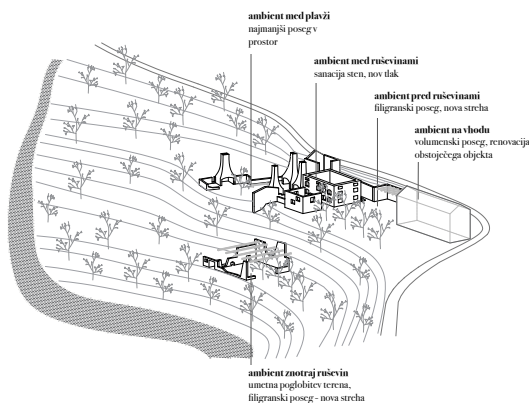 ambient med plavži
najmanjši poseg v
prostor
ambient med ruševinami
sanacija sten, nov tlak
ambient pred ruševinami
filigranski poseg, nova streha
ambient na vhodu
volumenski poseg, renovacija
obstoječega objekta
ambient znotraj ruševin
umetna poglobitev terena,
filigranski poseg - nova streha